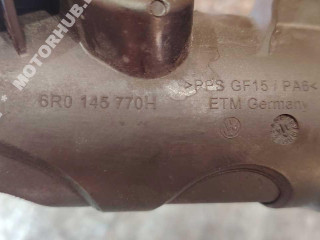 MOTORHUB.
6R0 145 770H
>PPS GF15 / PA6<
ETM Germany